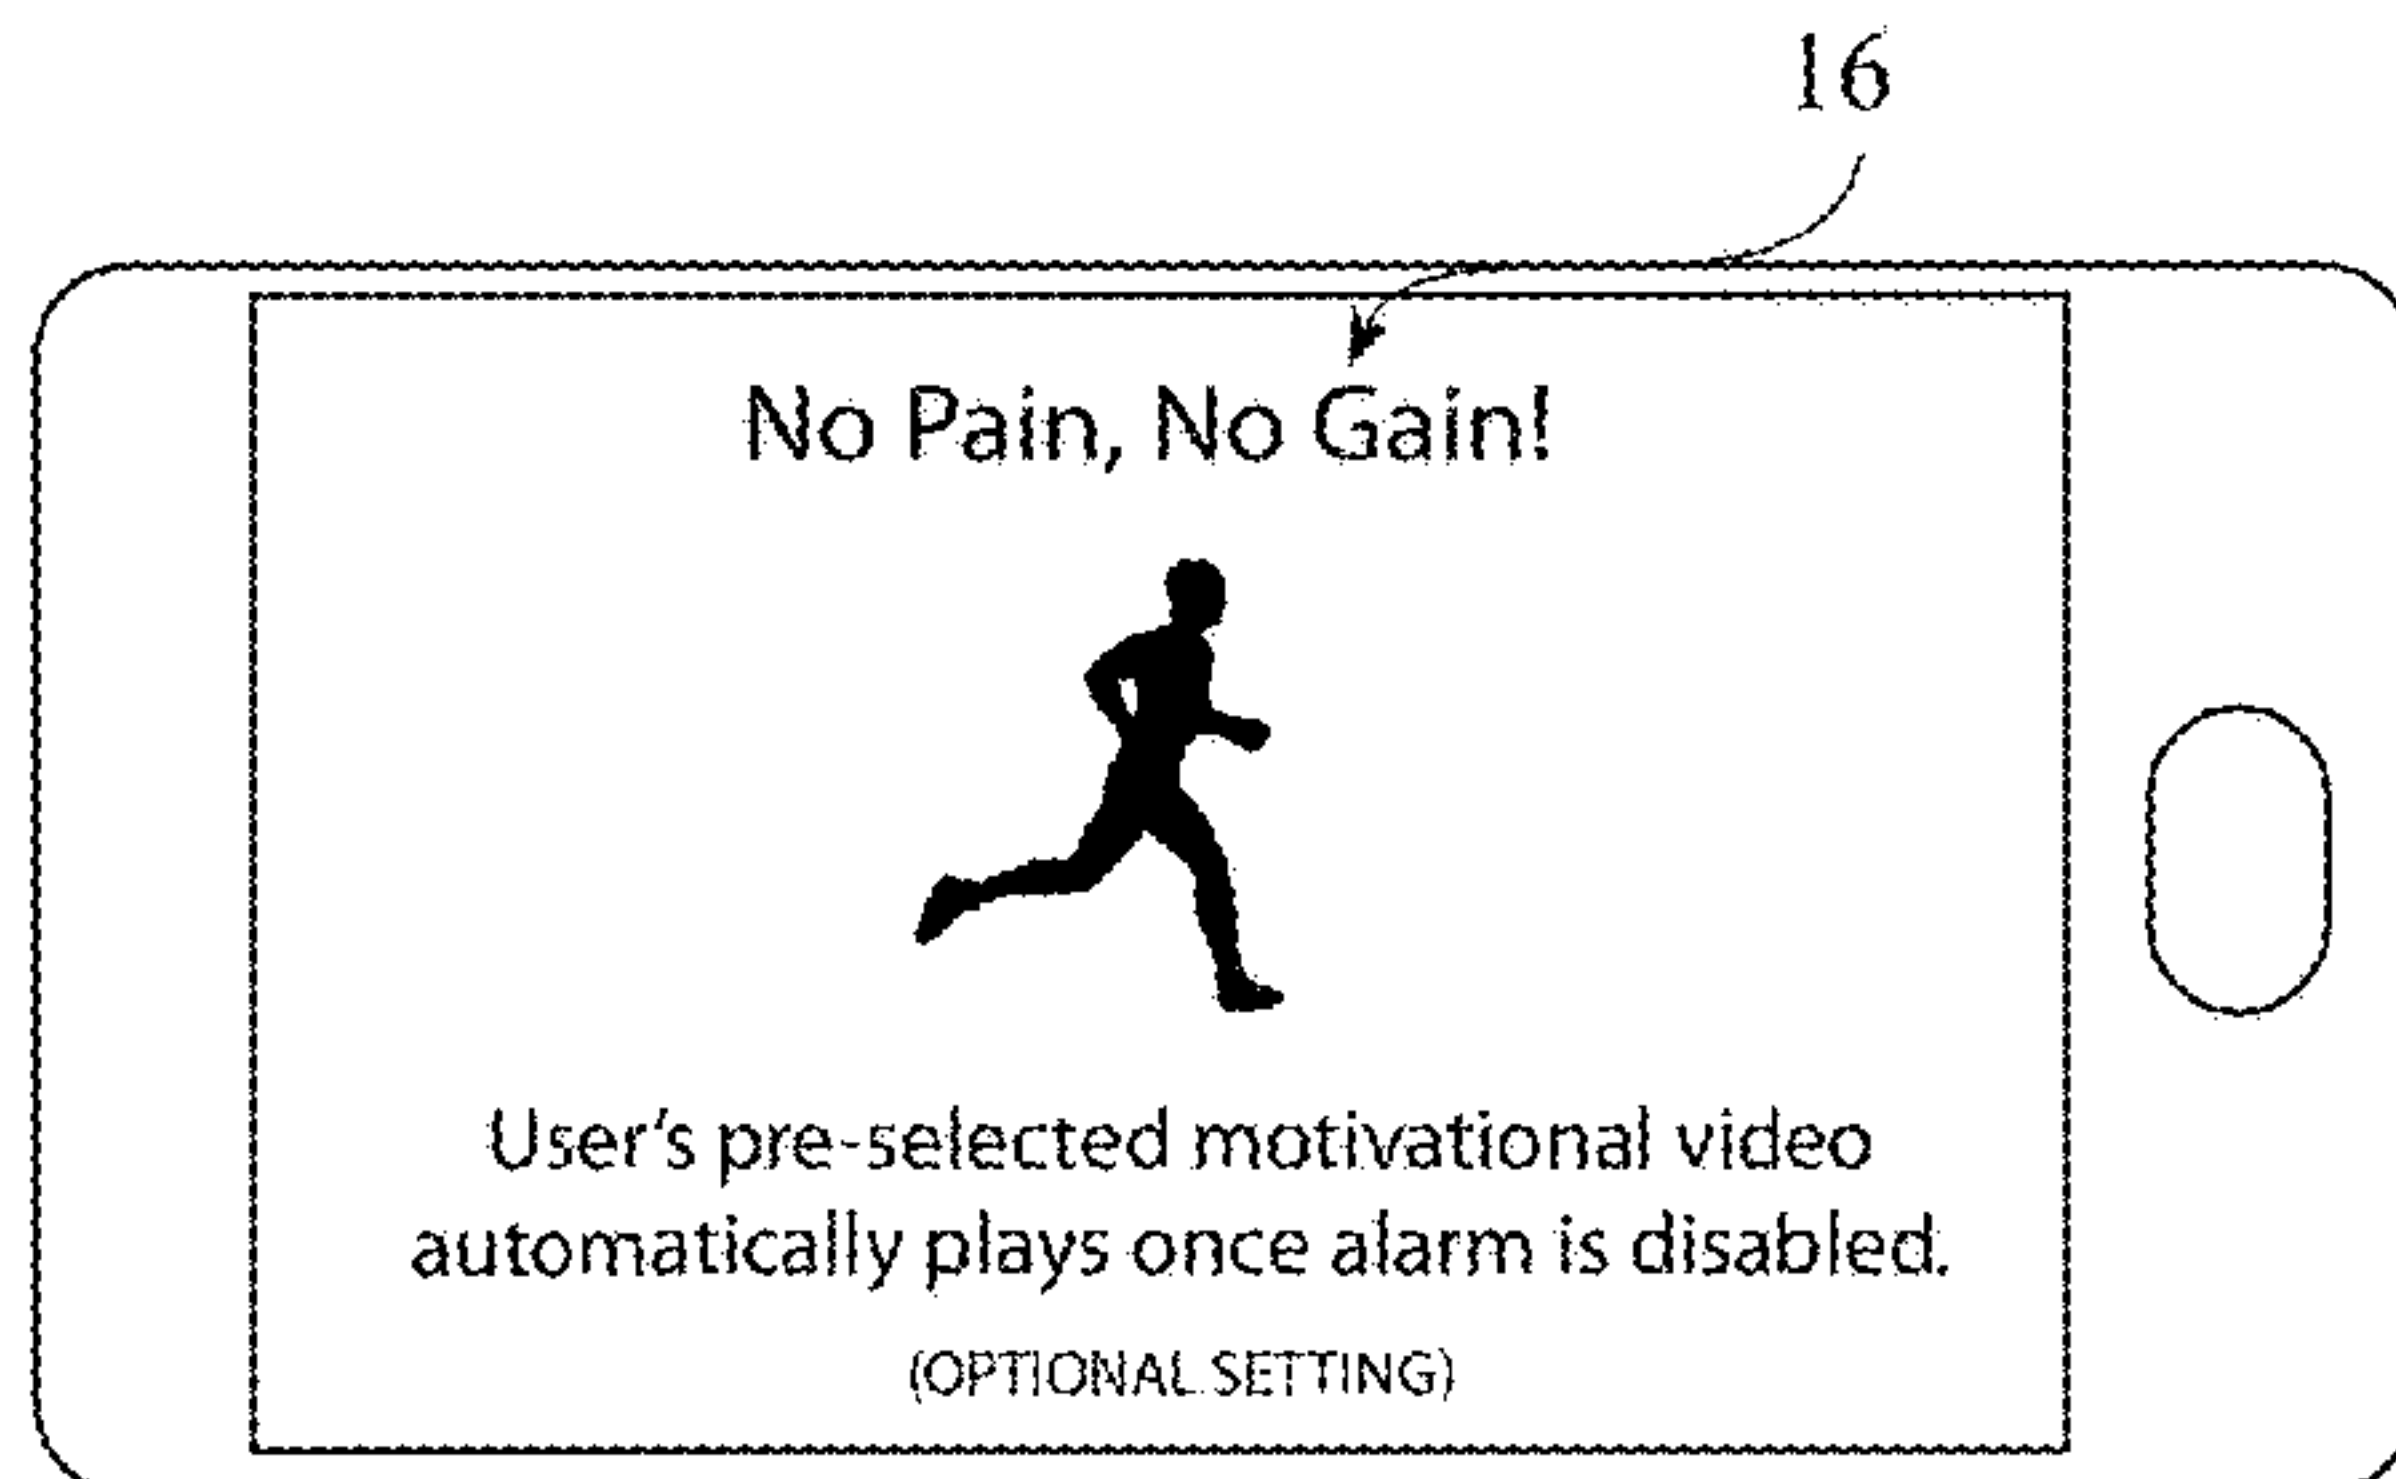 16
No Pain, No Gain!
User's pre-selected motivational video
automatically plays once alarm is disabled.
(OPTIONAL SETTING)